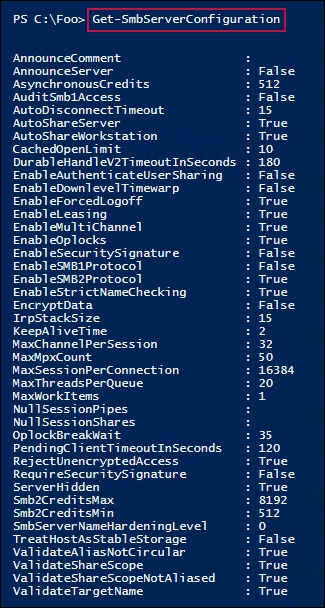 PS C:\Foo> Get-SmbServerConfiguration
AnnounceComment :
AnnounceServer : False
AsynchronousCredits : 512
AuditSmb1Access : False
AutoDisconnectTimeout : 15
AutoShareServer : True
AutoShareWorkstation : True
CachedOpenLimit : 10
DurableHandleV2TimeoutInSeconds : 180
EnableAuthenticateUserSharing : False
EnableDownlevelTimewarp : False
EnableForcedLogoff : True
EnableLeasing : True
EnableMultiChannel : True
EnableOplocks : True
EnableSecuritySignature : False
EnableSMB1Protocol : False
EnableSMB2Protocol : True
EnableStrictNameChecking : True
EncryptData : False
IrpStackSize : 15
KeepAliveTime : 2
MaxChannelPerSession : 32
MaxMpxCount : 50
MaxSessionPerConnection : 16384
MaxThreadsPerQueue : 20
MaxWorkItems : 1
NullSessionPipes :
NullSessionShares :
OplockBreakWait : 35
PendingClientTimeoutInSeconds : 120
RejectUnencryptedAccess : True
RequireSecuritySignature : False
ServerHidden : True
Smb2CreditsMax : 8192
Smb2CreditsMin : 512
SmbServerNameHardeningLevel : 0
TreatHostAsStableStorage : False
ValidateAliasNotCircular : True
ValidateShareScope : True
ValidateShareScopeNotAliased : True
ValidateTargetName : True